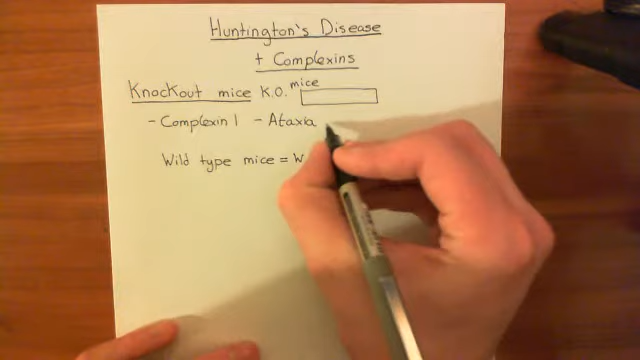 Huntington's Disease
+ Complexins
Knockout mice K.O. mice
- Complexin 1 - Ataxia
Wild type mice = W